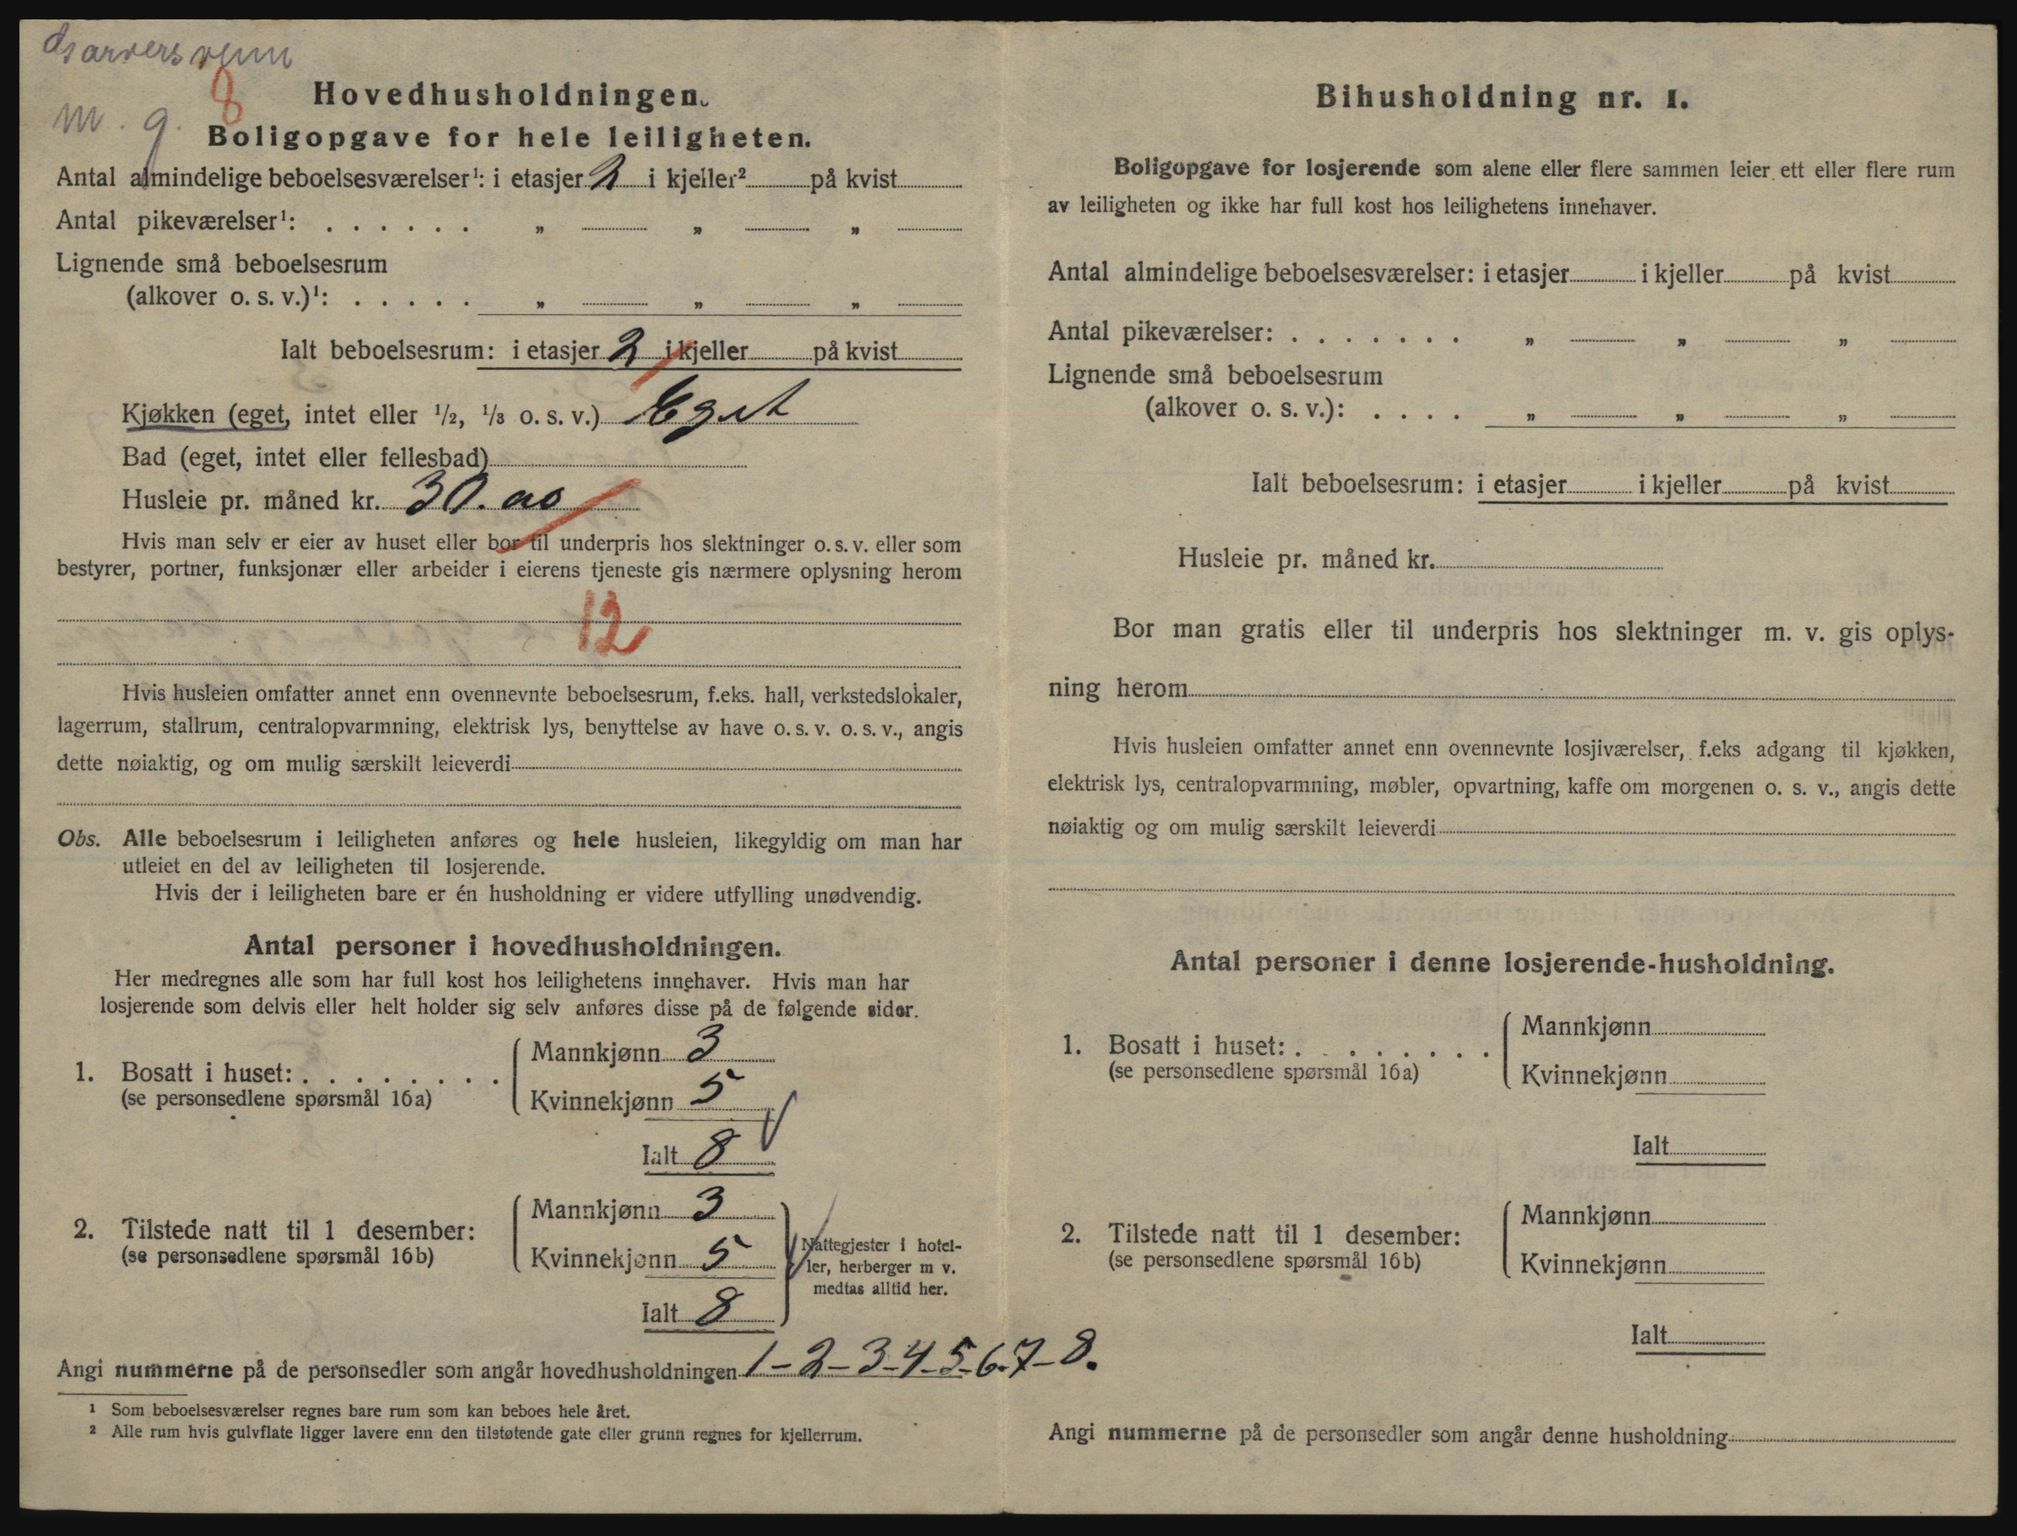 Garversvenn
M. g. 8
Hovedhusholdningen.
Boligopgave for hele leiligheten.
Antal almindelige beboelsesværelser¹: i etasjer 2 i kjeller² på kvist
Antal pikeværelser¹: . . . . . . „ „ „
Lignende små beboelsesrum
(alkover o. s. v.)¹: . . . . . „ „ „
Ialt beboelsesrum: i etasjer 2 i kjeller på kvist
Kjøkken (eget, intet eller 1/2, 1/3 o. s. v.) Eget
Bad (eget, intet eller fellesbad)
Husleie pr. måned kr. 30.00
Hvis man selv er eier av huset eller bor til underpris hos slektninger o. s. v. eller som
bestyrer, portner, funksjonær eller arbeider i eierens tjeneste gis nærmere oplysning herom
12
Hvis husleien omfatter annet enn ovennevnte beboelsesrum, f.eks. hall, verkstedslokaler,
lagerrum, stallrum, centralopvarmning, elektrisk lys, benyttelse av have o. s. v. o. s. v., angis
dette nøiaktig, og om mulig særskilt leieverdi
Obs. Alle beboelsesrum i leiligheten anføres og hele husleien, likegyldig om man har
utleiet en del av leiligheten til losjerende.
Hvis der i leiligheten bare er én husholdning er videre utfylling unødvendig.
Antal personer i hovedhusholdningen.
Her medregnes alle som har full kost hos leilighetens innehaver. Hvis man har
losjerende som delvis eller helt holder sig selv anføres disse på de følgende sider.
1. Bosatt i huset: . . . . . . . .
(se personsedlene spørsmål 16a)
Mannkjønn 3
Kvinnekjønn 5
Ialt 8
2. Tilstede natt til 1 desember:
(se personsedlene spørsmål 16b)
Mannkjønn 3
Kvinnekjønn 5
Ialt 8
Nattegjester i hotel-
ler, herberger m v.
medtas alltid her.
Angi nummerne på de personsedler som angår hovedhusholdningen 1-2-3-4-5-6-7-8.
¹ Som beboelsesværelser regnes bare rum som kan beboes hele året.
² Alle rum hvis gulvflate ligger lavere enn den tilstøtende gate eller grunn regnes for kjellerrum.
Bihusholdning nr. 1.
Boligopgave for losjerende som alene eller flere sammen leier ett eller flere rum
av leiligheten og ikke har full kost hos leilighetens innehaver.
Antal almindelige beboelsesværelser: i etasjer i kjeller på kvist
Antal pikeværelser: . . . . . . . „ „ „
Lignende små beboelsesrum
(alkover o. s. v.): . . . . „ „ „
Ialt beboelsesrum: i etasjer i kjeller på kvist
Husleie pr. måned kr.
Bor man gratis eller til underpris hos slektninger m. v. gis oplys-
ning herom
Hvis husleien omfatter annet enn ovennevnte losjiværelser, f.eks adgang til kjøkken,
elektrisk lys, centralopvarmning, møbler, opvartning, kaffe om morgenen o. s. v., angis dette
nøiaktig og om mulig særskilt leieverdi
Antal personer i denne losjerende-husholdning.
1. Bosatt i huset: . . . . . . . .
(se personsedlene spørsmål 16a)
Mannkjønn
Kvinnekjønn
Ialt
2. Tilstede natt til 1 desember:
(se personsedlene spørsmål 16b)
Mannkjønn
Kvinnekjønn
Ialt
Angi nummerne på de personsedler som angår denne husholdning